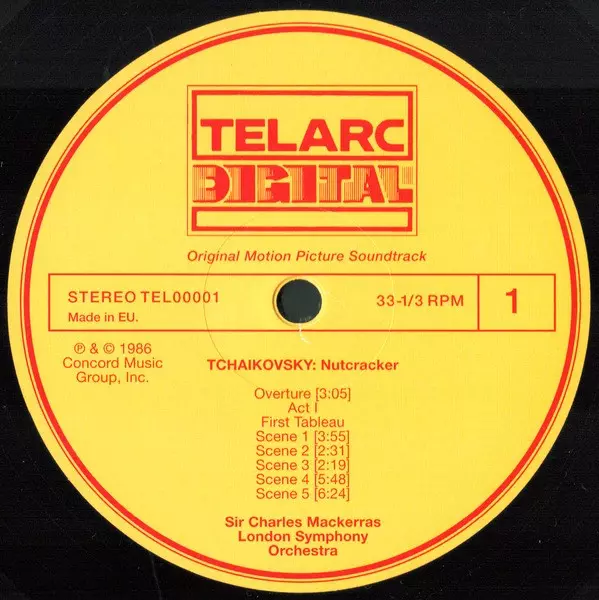 TELARC
DIGITAL
Original Motion Picture Soundtrack
STEREO TEL00001
Made in EU.
33-1/3 RPM
1
℗ & © 1986
Concord Music
Group, Inc.
TCHAIKOVSKY: Nutcracker
Overture [3:05]
Act I
First Tableau
Scene 1 [3:55]
Scene 2 [2:31]
Scene 3 [2:19]
Scene 4 [5:48]
Scene 5 [6:24]
Sir Charles Mackerras
London Symphony
Orchestra